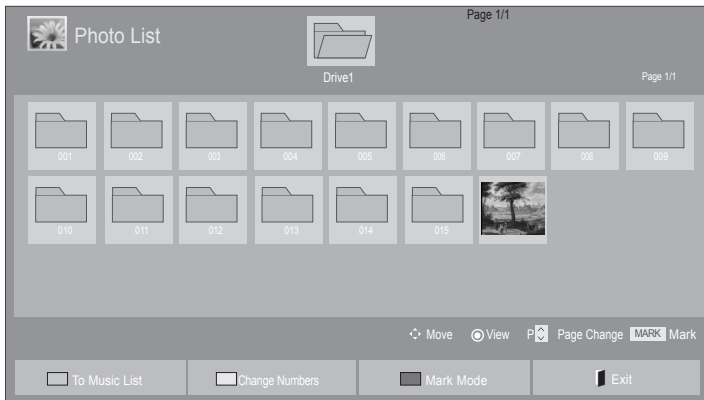 Page 1/1
Photo List
Drive1
Page 1/1
001 002 003 004 005 006 007 008 009
010 011 012 013 014 015
Move View P Page Change MARK Mark
To Music List Change Numbers Mark Mode Exit